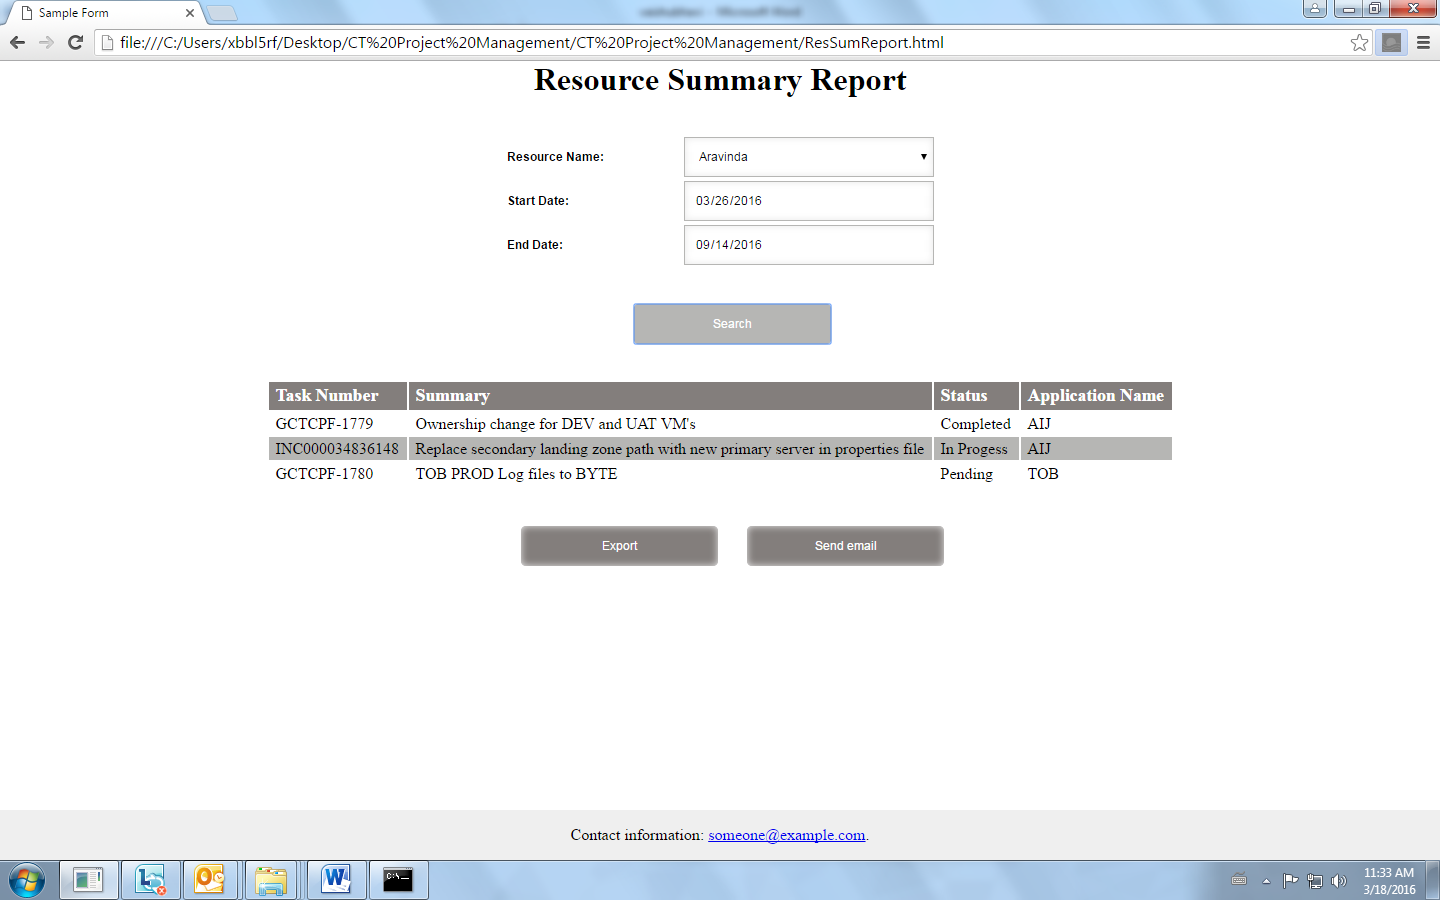 Sample Form
file:///C:/Users/xbbl5rf/Desktop/CT%20Project%20Management/CT%20Project%20Management/ResSumReport.html
Resource Summary Report
Resource Name: Aravinda
Start Date: 03/26/2016
End Date: 09/14/2016
Search
Task Number Summary Status Application Name
GCTCPF-1779 Ownership change for DEV and UAT VM's Completed AIJ
INC000034836148 Replace secondary landing zone path with new primary server in properties file In Progess AIJ
GCTCPF-1780 TOB PROD Log files to BYTE Pending TOB
Export Send email
Contact information: someone@example.com.
11:33 AM
3/18/2016